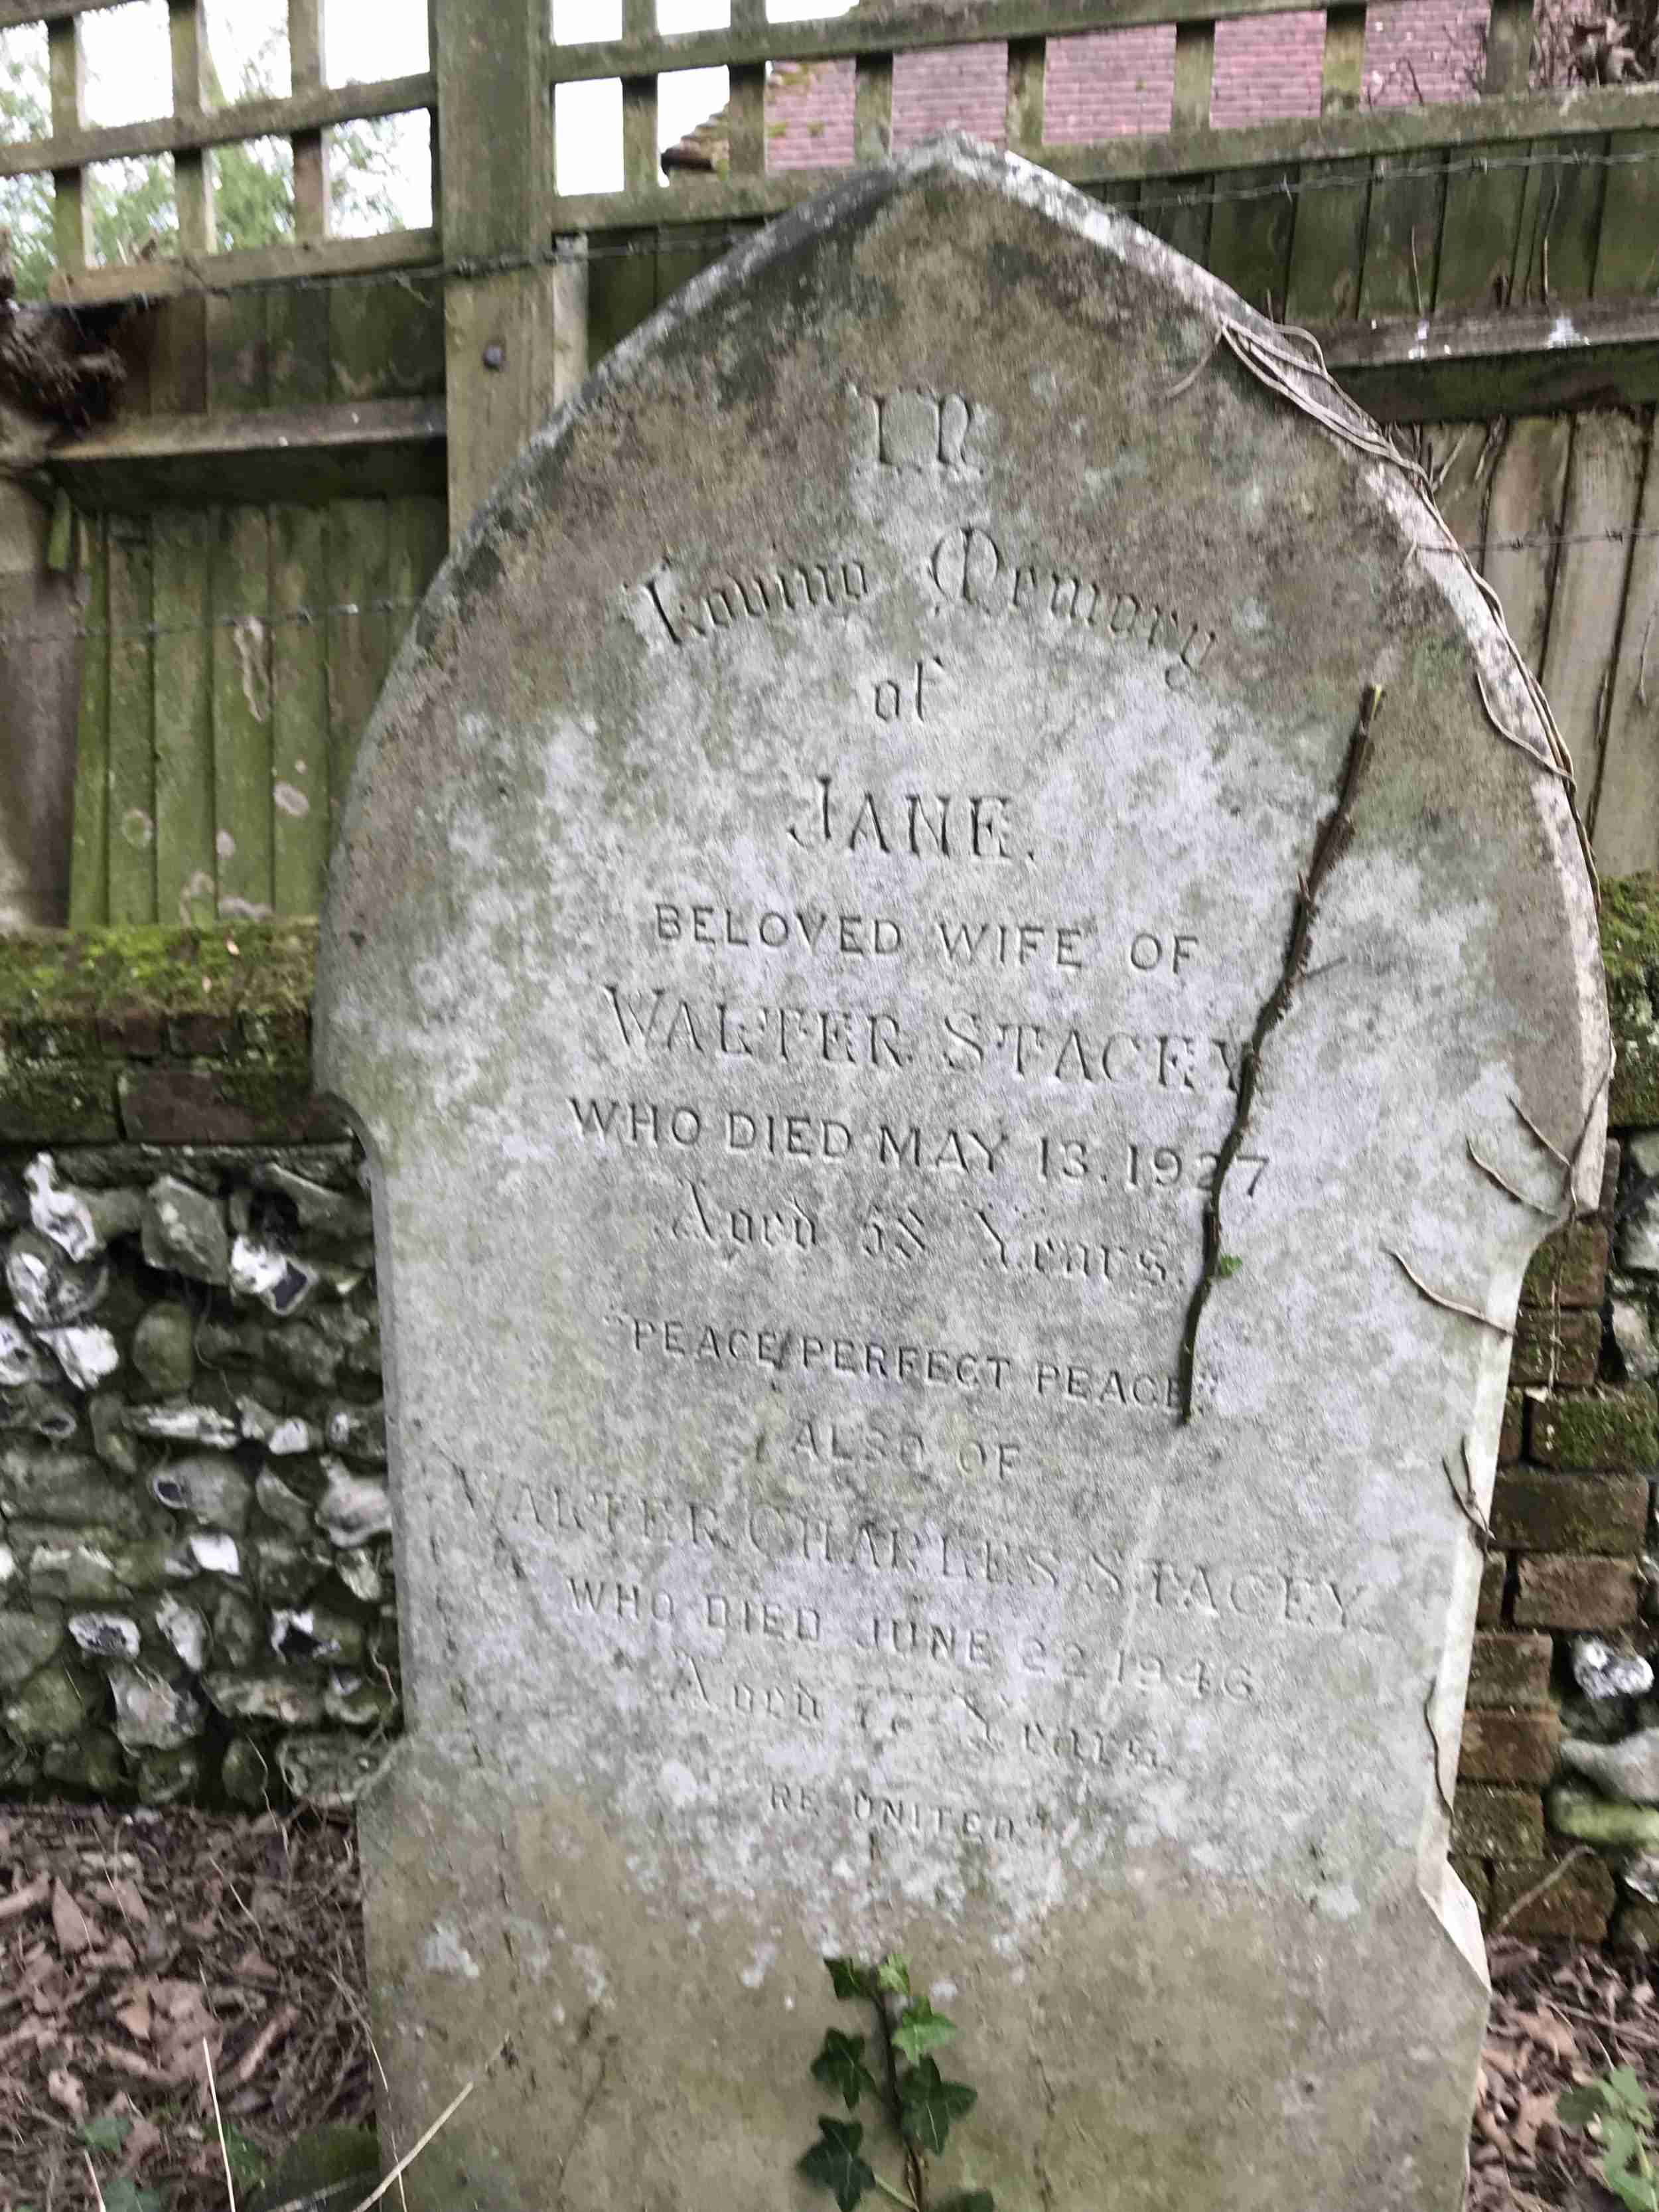 In
Loving Memory
of
JANE.
BELOVED WIFE OF
WALTER STACEY
WHO DIED MAY 13. 1927
Aged 58 Years.
"PEACE PERFECT PEACE"
ALSO OF
WALTER CHARLES STACEY
WHO DIED JUNE 22 1946
Aged Years.
RE-UNITED